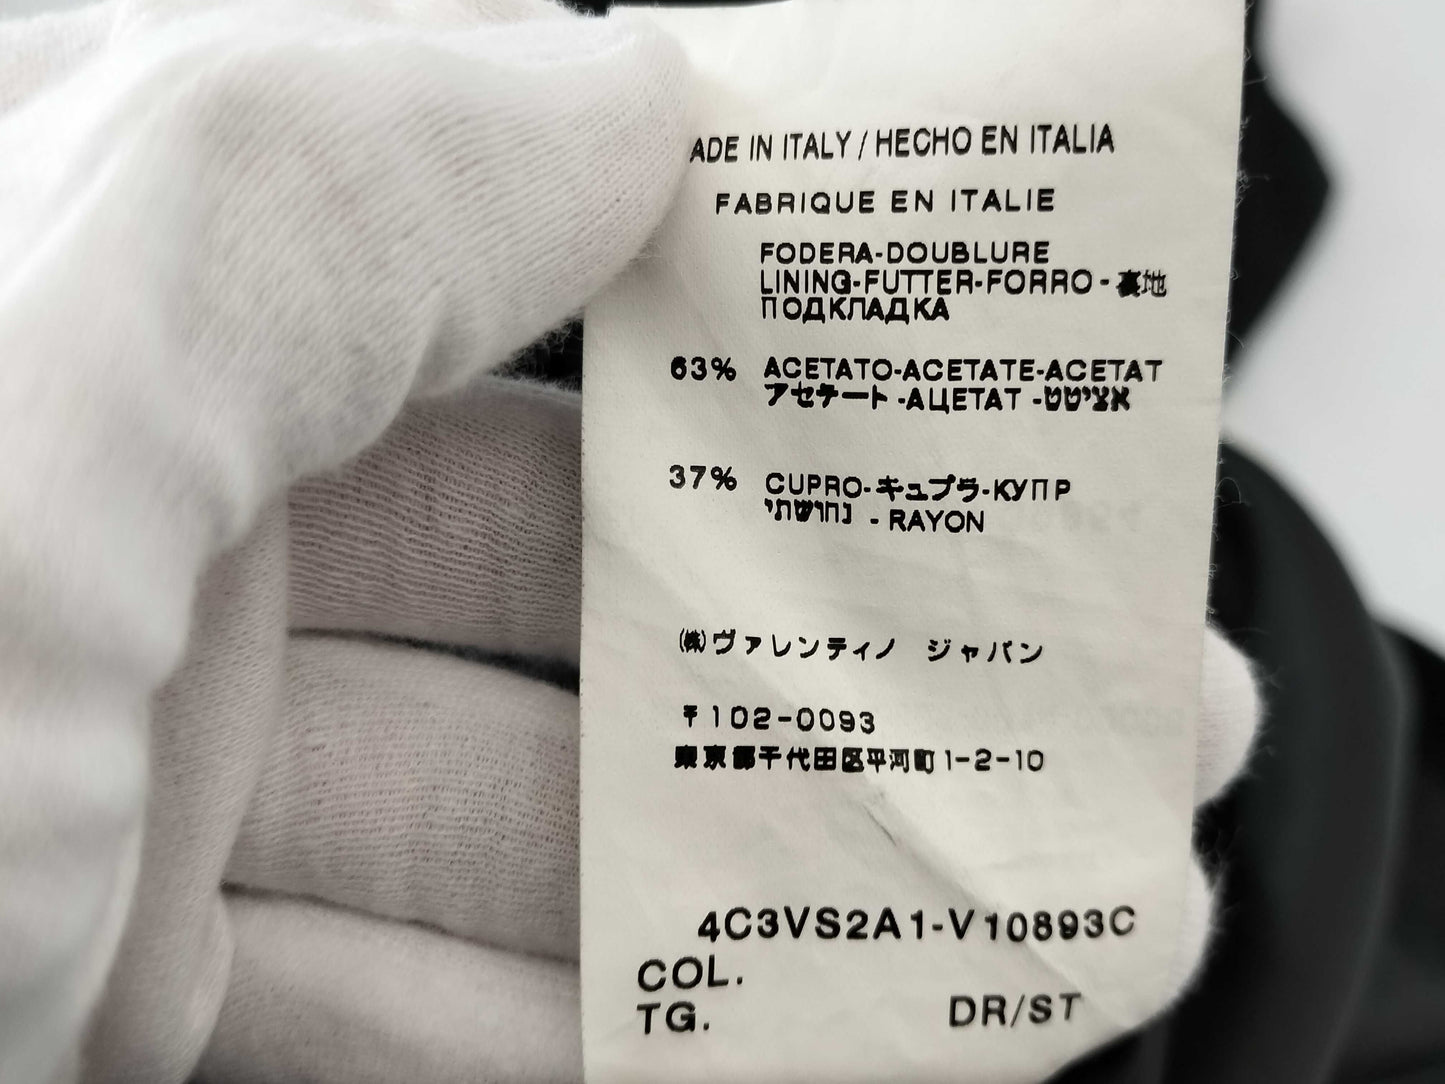 ADE IN ITALY / HECHO EN ITALIA
FABRIQUE EN ITALIE
FODERA-DOUBLURE
LINING-FUTTER-FORRO - 裏地
ПОДКЛАДКА
63% ACETATO-ACETATE-ACETAT
アセテート -АЦЕТАТ -אציטט
37% CUPRO-キュプラ-КУПР
נחושתי - RAYON
㈱ヴァレンティノ ジャパン
〒102-0093
東京都千代田区平河町1-2-10
4C3VS2A1-V10893C
COL.
TG. DR/ST